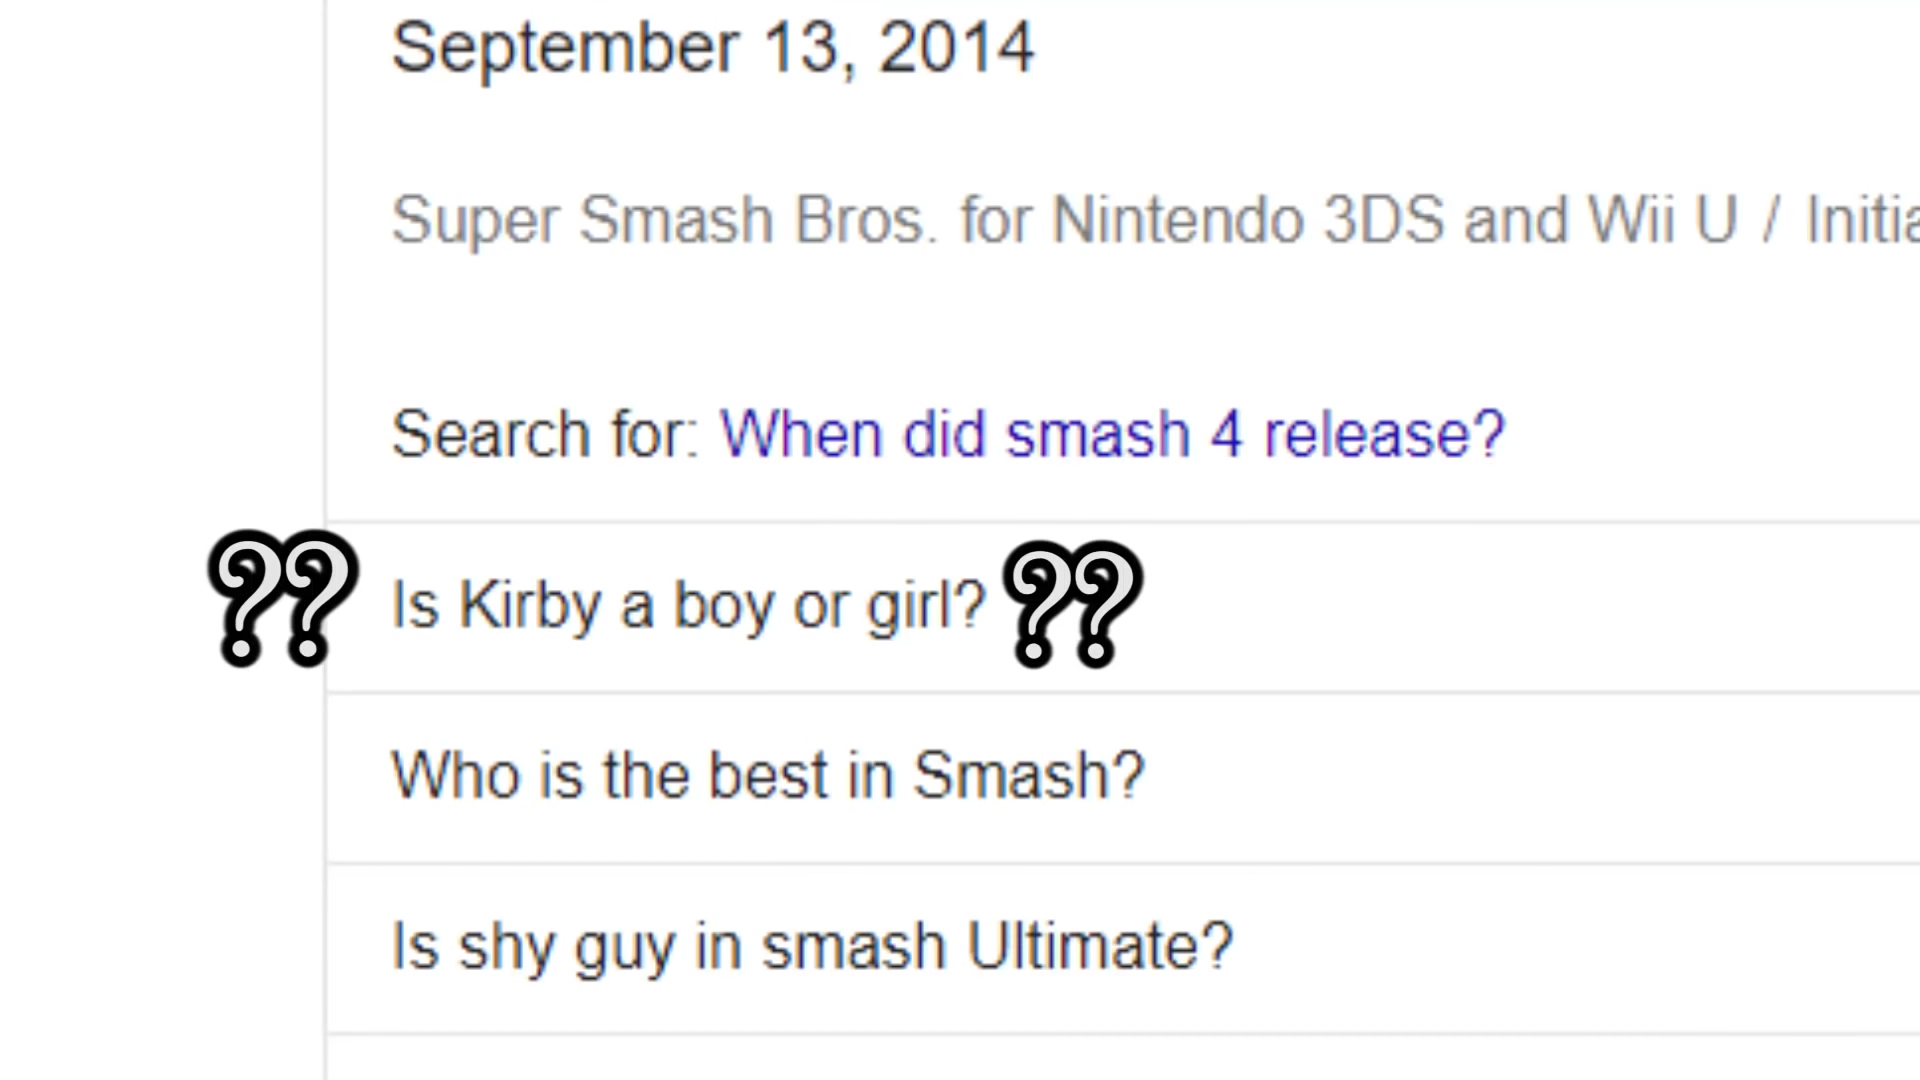 September 13, 2014
Super Smash Bros. for Nintendo 3DS and Wii U / Initia
Search for: When did smash 4 release?
?? Is Kirby a boy or girl? ??
Who is the best in Smash?
Is shy guy in smash Ultimate?